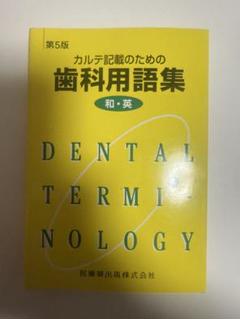 第5版
カルテ記載のための
歯科用語集
和・英
DENTAL
TERMI-
NOLOGY
医歯薬出版株式会社